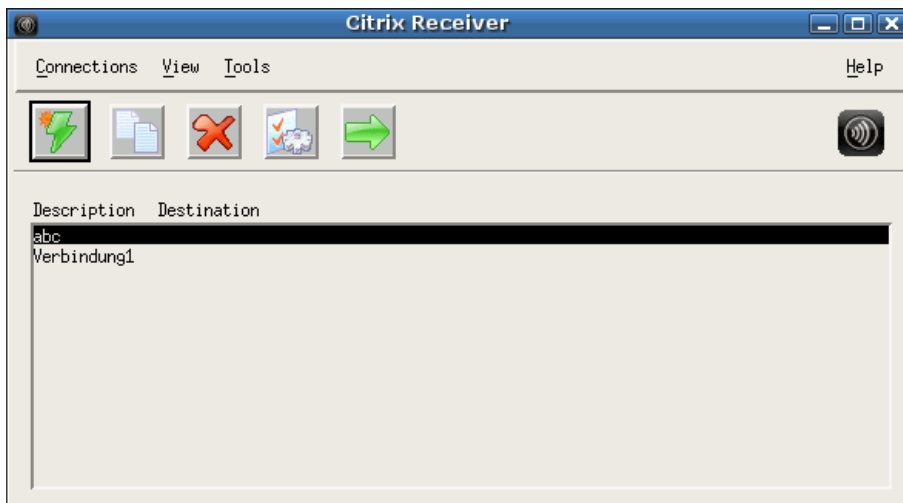 Citrix Receiver
Connections View Tools Help
Description Destination
abc
Verbindung1